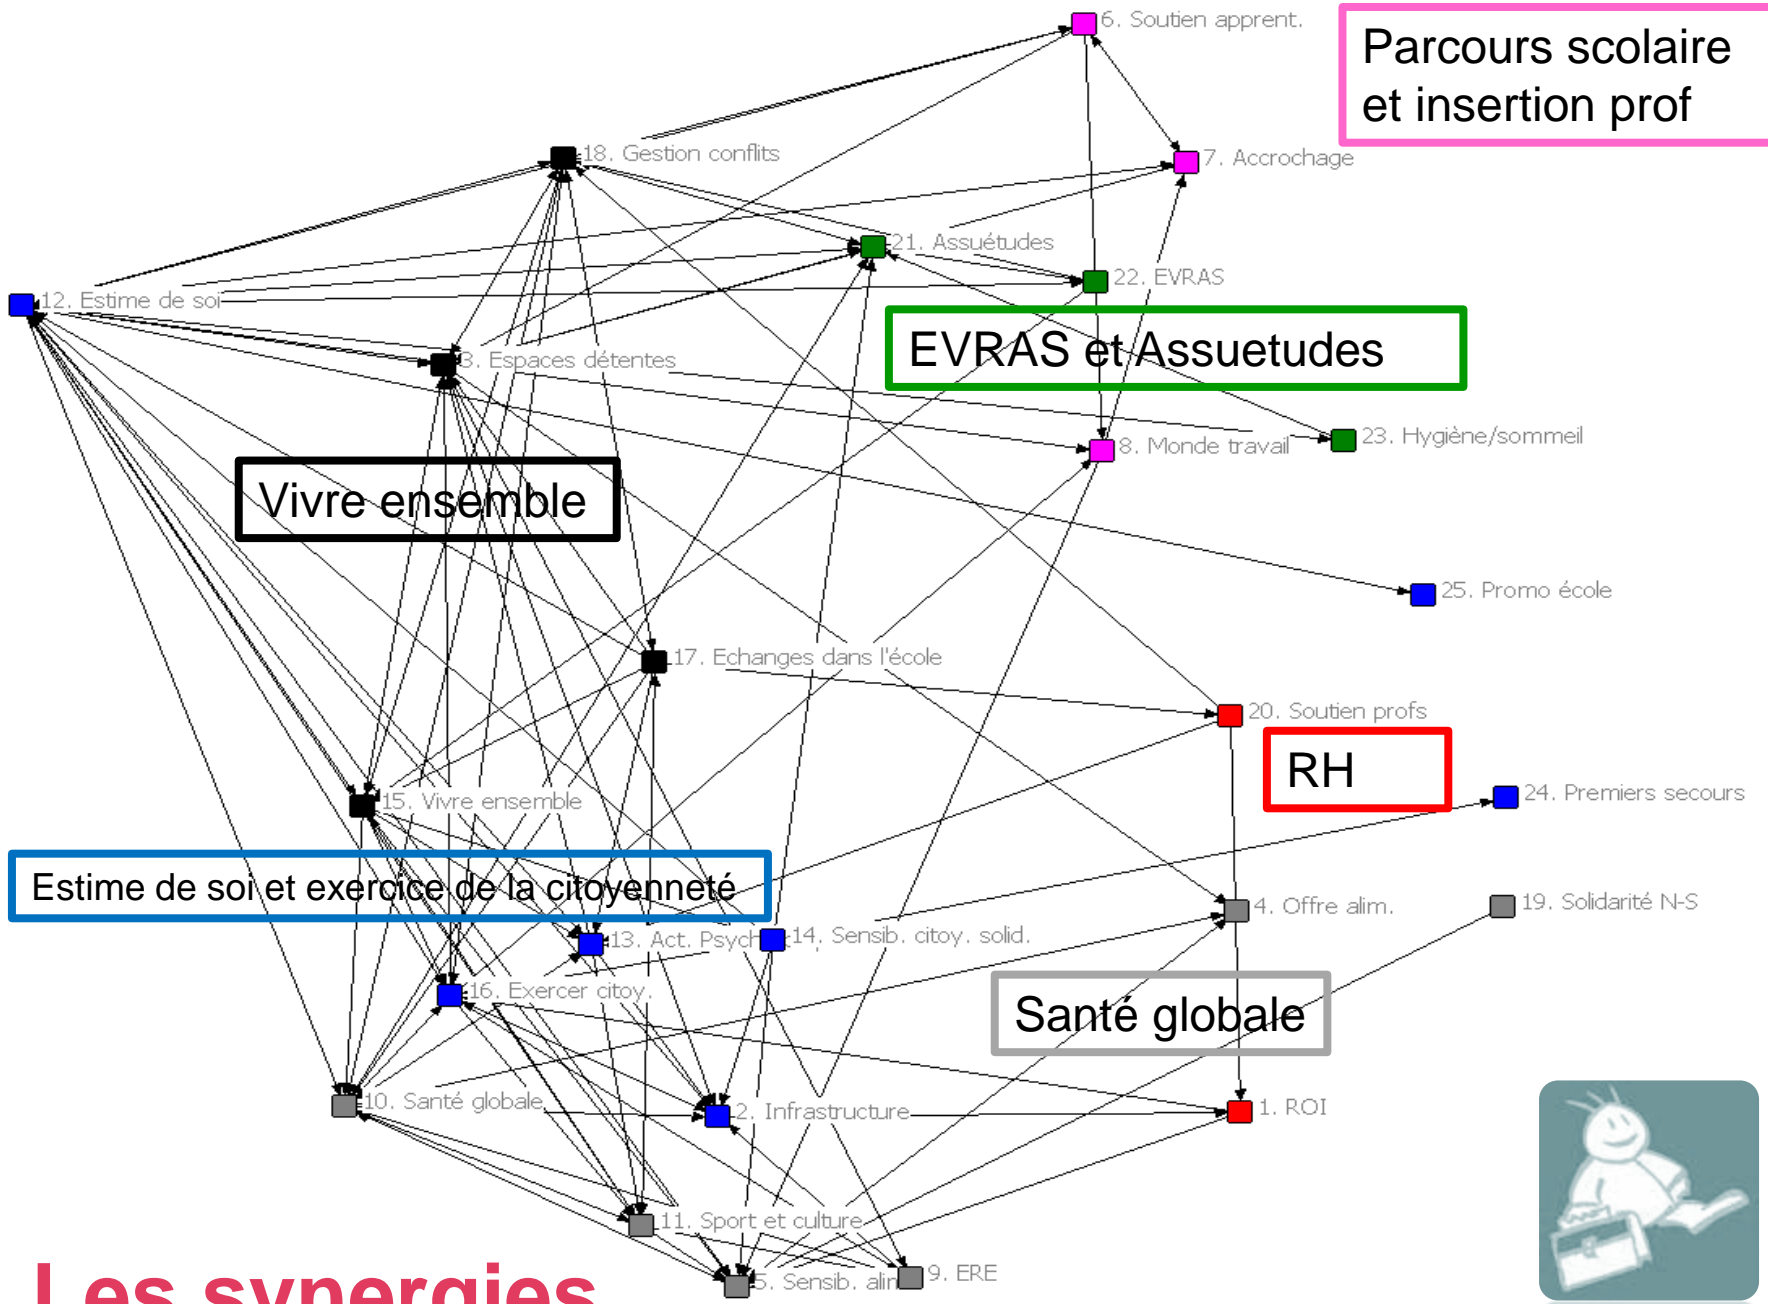 6. Soutien apprent.
Parcours scolaire
et insertion prof
18. Gestion conflits
7. Accrochage
21. Assuétudes
22. EVRAS
12. Estime de soi
EVRAS et Assuetudes
3. Espaces détentes
23. Hygiène/sommeil
8. Monde travail
Vivre ensemble
25. Promo école
17. Echanges dans l'école
20. Soutien profs
RH
15. Vivre ensemble
24. Premiers secours
Estime de soi et exercice de la citoyenneté
4. Offre alim.
19. Solidarité N-S
13. Act. Psych
14. Sensib. citoy. solid.
16. Exercer citoy.
Santé globale
10. Santé globale
2. Infrastructure
1. ROI
11. Sport et culture
5. Sensib. alim
9. ERE
Les synergies